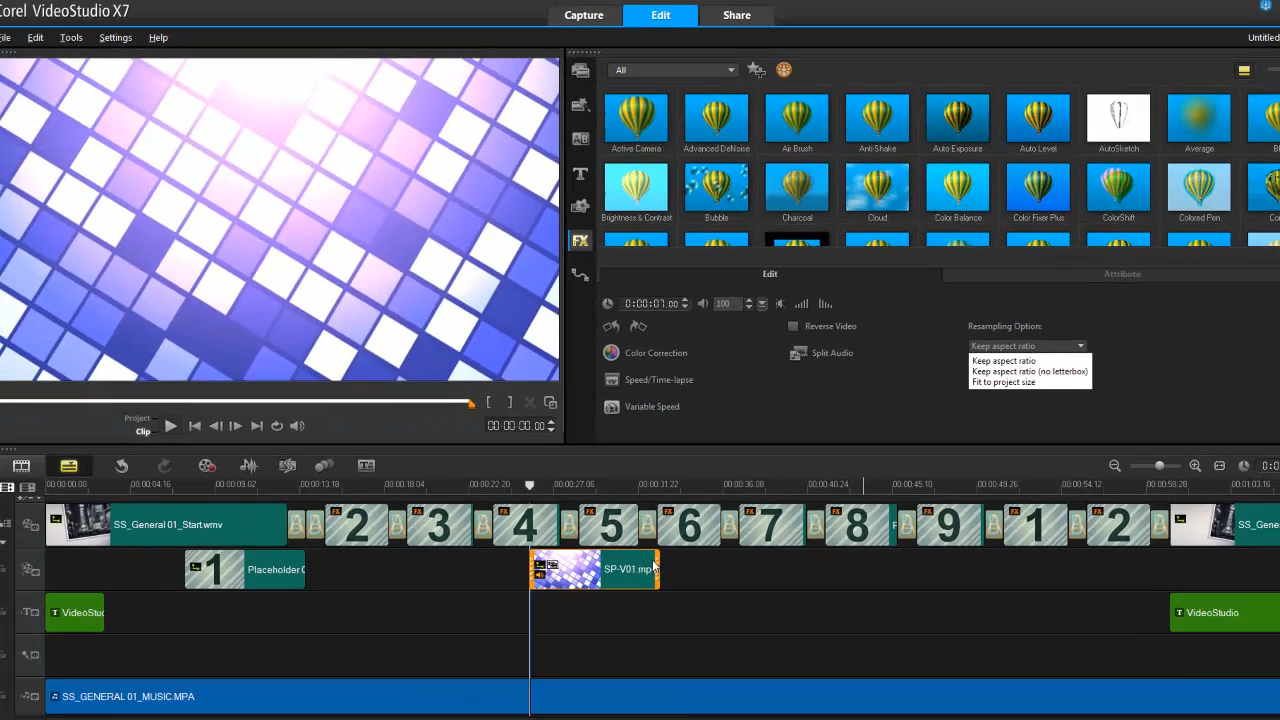 Corel VideoStudio X7
Capture
Edit
Share
File
Edit
Tools
Settings
Help
Untitled
All
Active Camera
Advanced DeNoise
Air Brush
Anti-Shake
Auto Exposure
Auto Level
AutoSketch
Average
Brightness & Contrast
Bubble
Charcoal
Cloud
Color Balance
Color Fixer Plus
ColorShift
Colored Pen
FX
Edit
Attribute
0:00:07.00
100
Reverse Video
Resampling Option:
Keep aspect ratio
Color Correction
Split Audio
Keep aspect ratio
Keep aspect ratio (no letterbox)
Fit to project size
Speed/Time-lapse
Variable Speed
Project
Clip
00:00:00.00
00:00:00.00
00:00:04.16
00:00:09.02
00:00:13.18
00:00:18.04
00:00:22.20
00:00:27.06
00:00:31.22
00:00:36.08
00:00:40.24
00:00:45.10
00:00:49.26
00:00:54.12
00:00:58.28
00:01:03.16
SS_General 01_Start.wmv
2
3
4
5
6
7
8
9
1
2
SS_Gene
1
Placeholder
SP-V01.mp
VideoStu
VideoStudio
SS_GENERAL 01_MUSIC.MPA